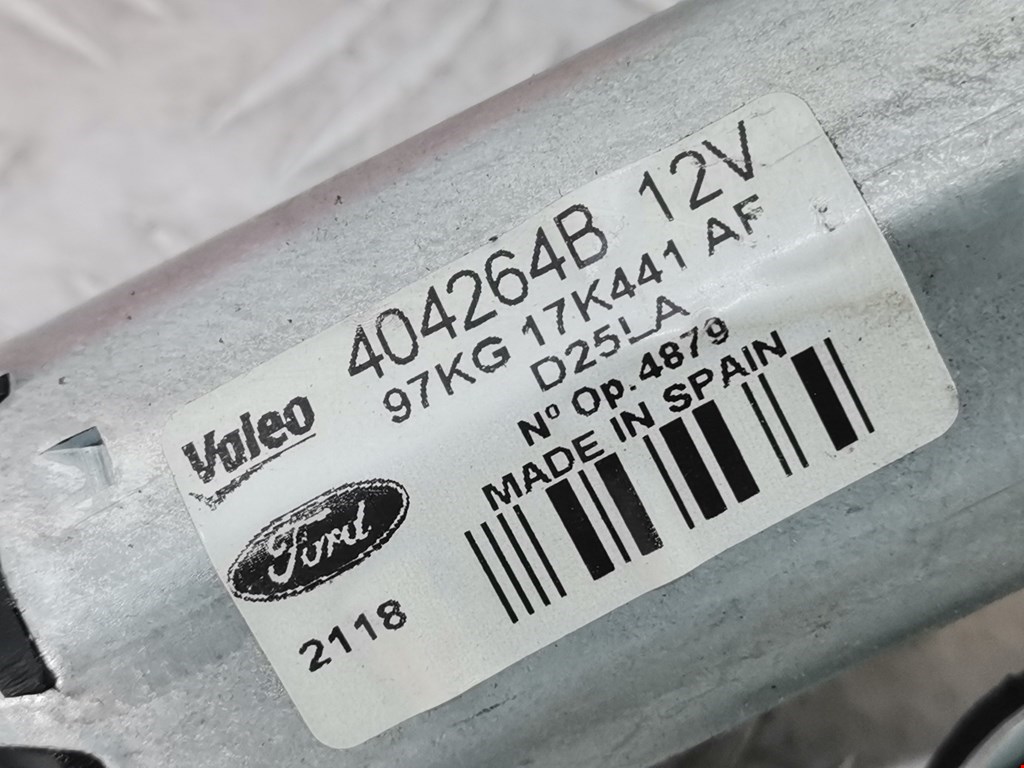 404264B 12V
97KG 17K441 AF
D25LA
Nº Op.4879
MADE IN SPAIN
Valeo
Ford
2118